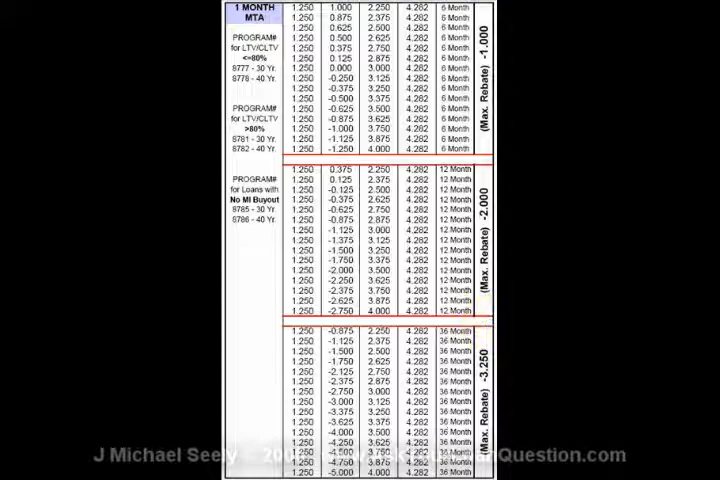 1 MONTH
MTA
PROGRAM#
for LTV/CLTV
<=80%
8777 - 30 Yr.
8778 - 40 Yr.
PROGRAM#
for LTV/CLTV
>80%
8781 - 30 Yr.
8782 - 40 Yr.
PROGRAM#
for Loans with
No MI Buyout
8785 - 30 Yr.
8786 - 40 Yr.
1.250 1.000 2.250 4.282 6 Month
1.250 0.875 2.375 4.282 6 Month
1.250 0.625 2.500 4.282 6 Month
1.250 0.500 2.625 4.282 6 Month
1.250 0.375 2.750 4.282 6 Month
1.250 0.125 2.875 4.282 6 Month
1.250 0.000 3.000 4.282 6 Month
1.250 -0.250 3.125 4.282 6 Month
1.250 -0.375 3.250 4.282 6 Month
1.250 -0.500 3.375 4.282 6 Month
1.250 -0.625 3.500 4.282 6 Month
1.250 -0.875 3.625 4.282 6 Month
1.250 -1.000 3.750 4.282 6 Month
1.250 -1.125 3.875 4.282 6 Month
1.250 -1.250 4.000 4.282 6 Month
(Max. Rebate) -1.000
1.250 0.375 2.250 4.282 12 Month
1.250 0.125 2.375 4.282 12 Month
1.250 -0.125 2.500 4.282 12 Month
1.250 -0.375 2.625 4.282 12 Month
1.250 -0.625 2.750 4.282 12 Month
1.250 -0.875 2.875 4.282 12 Month
1.250 -1.125 3.000 4.282 12 Month
1.250 -1.375 3.125 4.282 12 Month
1.250 -1.500 3.250 4.282 12 Month
1.250 -1.750 3.375 4.282 12 Month
1.250 -2.000 3.500 4.282 12 Month
1.250 -2.250 3.625 4.282 12 Month
1.250 -2.375 3.750 4.282 12 Month
1.250 -2.625 3.875 4.282 12 Month
1.250 -2.750 4.000 4.282 12 Month
(Max. Rebate) -2.000
1.250 -0.875 2.250 4.282 36 Month
1.250 -1.125 2.375 4.282 36 Month
1.250 -1.500 2.500 4.282 36 Month
1.250 -1.750 2.625 4.282 36 Month
1.250 -2.125 2.750 4.282 36 Month
1.250 -2.375 2.875 4.282 36 Month
1.250 -2.750 3.000 4.282 36 Month
1.250 -3.000 3.125 4.282 36 Month
1.250 -3.375 3.250 4.282 36 Month
1.250 -3.625 3.375 4.282 36 Month
1.250 -4.000 3.500 4.282 36 Month
1.250 -4.250 3.625 4.282 36 Month
1.250 -4.500 3.750 4.282 36 Month
1.250 -4.750 3.875 4.282 36 Month
1.250 -5.000 4.000 4.282 36 Month
(Max. Rebate) -3.250
J Michael Seely